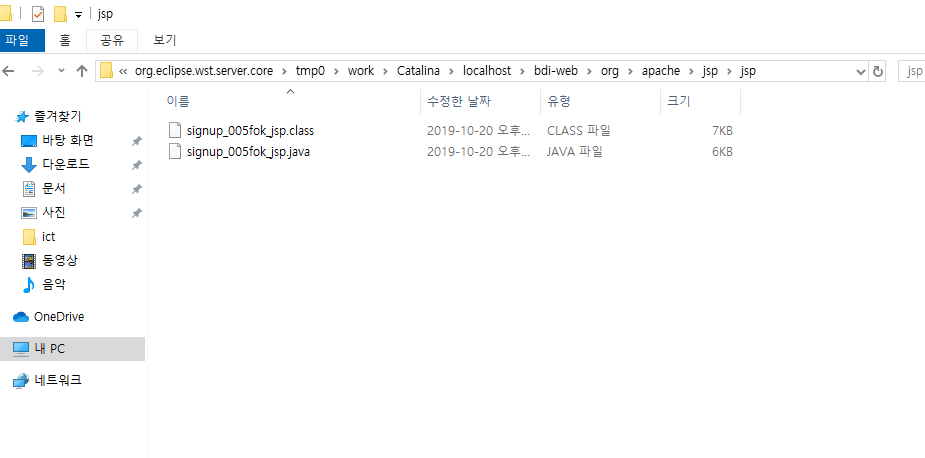 jsp
파일 홈 공유 보기
« org.eclipse.wst.server.core › tmp0 › work › Catalina › localhost › bdi-web › org › apache › jsp › jsp
jsp
이름 수정한 날짜 유형 크기
signup_005fok_jsp.class 2019-10-20 오후... CLASS 파일 7KB
signup_005fok_jsp.java 2019-10-20 오후... JAVA 파일 6KB
즐겨찾기
바탕 화면
다운로드
문서
사진
ict
동영상
음악
OneDrive
내 PC
네트워크